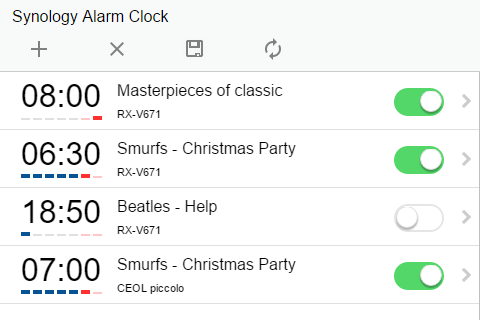 Synology Alarm Clock
08:00
Masterpieces of classic
RX-V671
06:30
Smurfs - Christmas Party
RX-V671
18:50
Beatles - Help
RX-V671
07:00
Smurfs - Christmas Party
CEOL piccolo